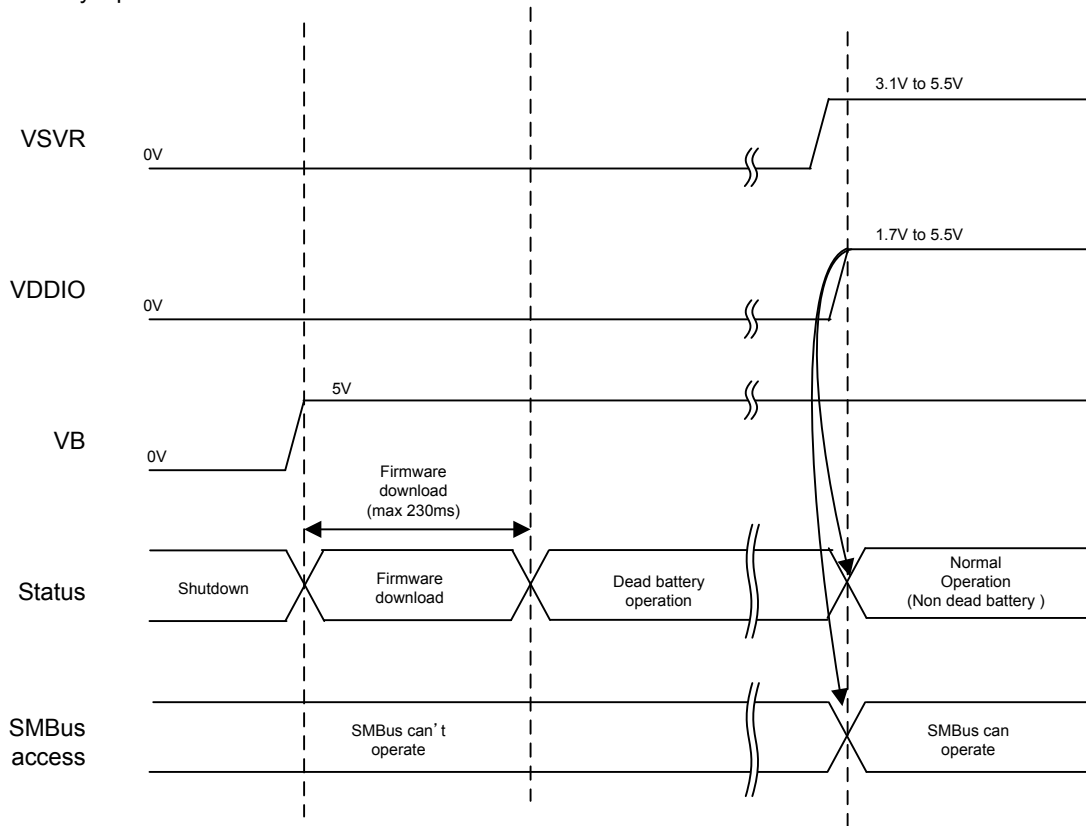 3.1V to 5.5V
VSVR
0V
1.7V to 5.5V
VDDIO
0V
5V
VB
0V
Firmware
download
(max 230ms)
Status
Shutdown
Firmware
download
Dead battery
operation
Normal
Operation
(Non dead battery )
SMBus
access
SMBus can't
operate
SMBus can
operate